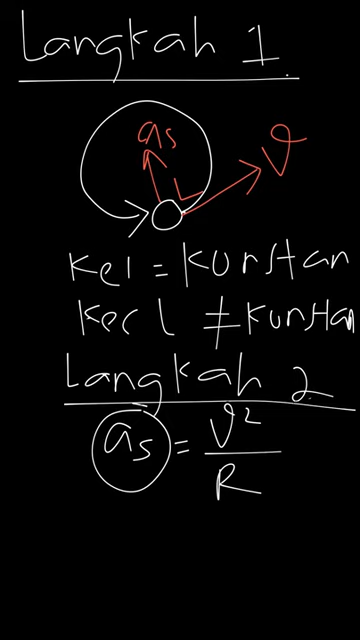 Langkah 1
as
v
Kel = Konstan
Kec l ≠ Konstan
Langkah 2
as = v²/R